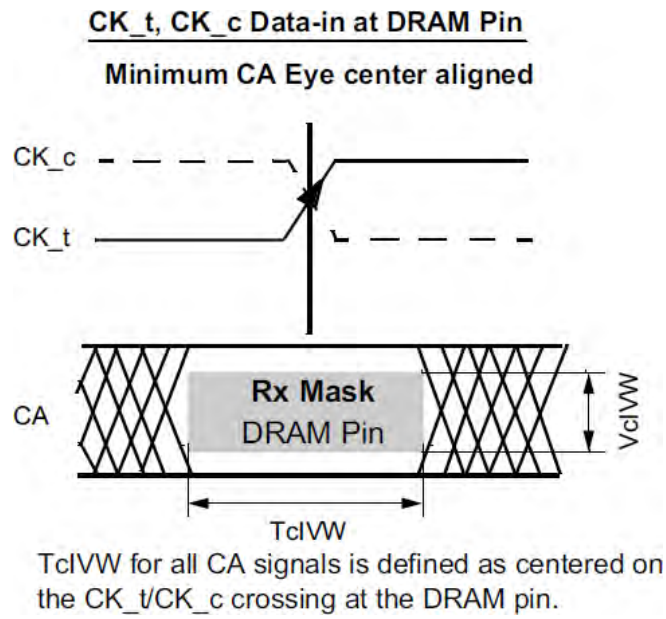 CK_t, CK_c Data-in at DRAM Pin
Minimum CA Eye center aligned
CK_c
CK_t
CA
Rx Mask
DRAM Pin
VcIVW
TcIVW
TcIVW for all CA signals is defined as centered on
the CK_t/CK_c crossing at the DRAM pin.